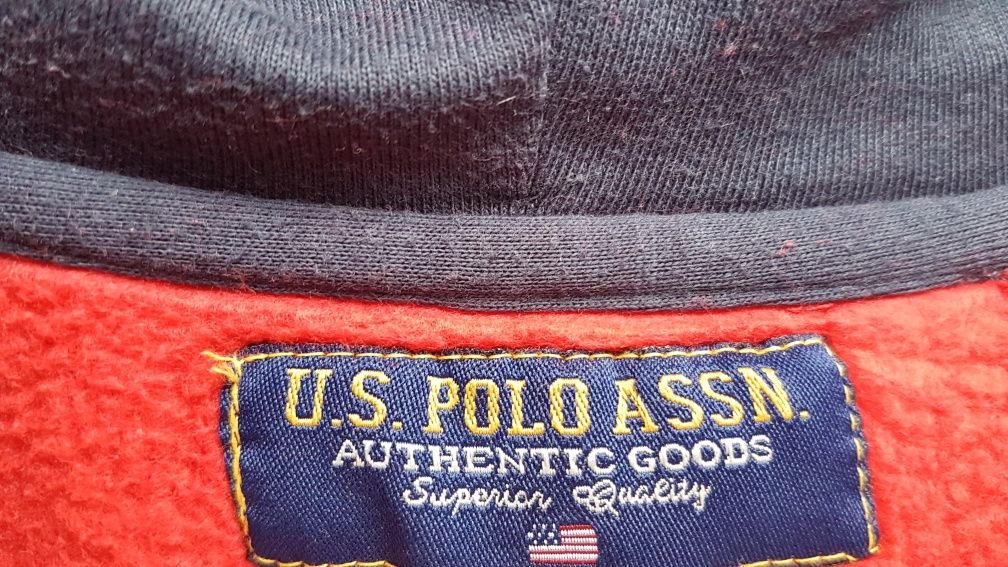 U.S. POLO ASSN.
AUTHENTIC GOODS
Superior Quality